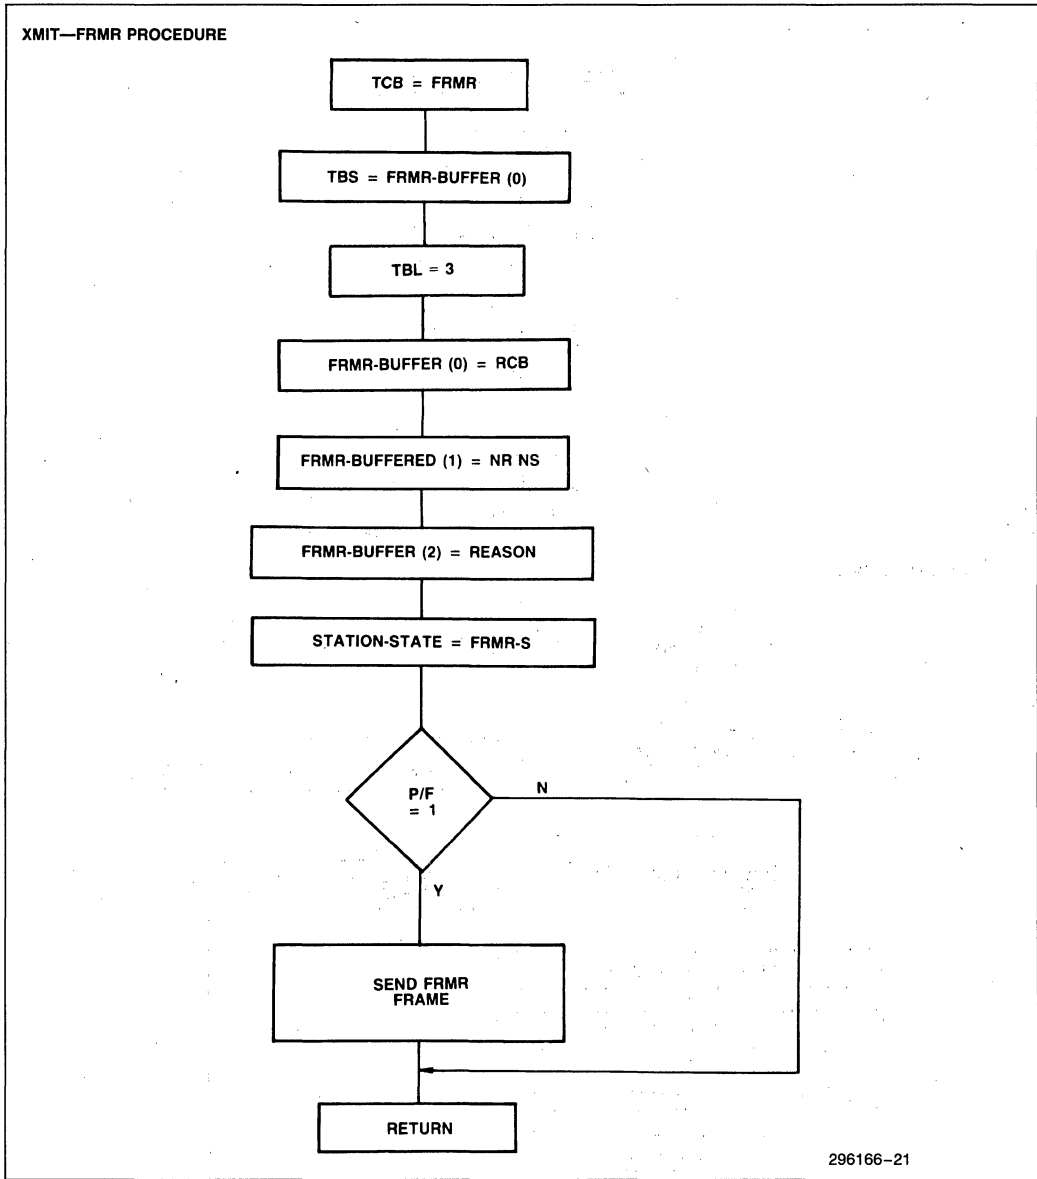 XMIT—FRMR PROCEDURE
TCB = FRMR
TBS = FRMR-BUFFER (0)
TBL = 3
FRMR-BUFFER (0) = RCB
FRMR-BUFFERED (1) = NR NS
FRMR-BUFFER (2) = REASON
STATION-STATE = FRMR-S
P/F
= 1
N
Y
SEND FRMR
FRAME
RETURN
296166–21